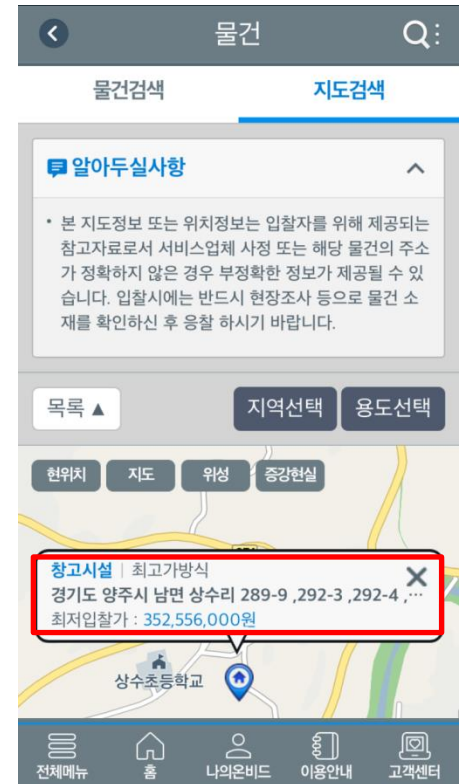 물건
물건검색
지도검색
알아두실사항
• 본 지도정보 또는 위치정보는 입찰자를 위해 제공되는
참고자료로서 서비스업체 사정 또는 해당 물건의 주소
가 정확하지 않은 경우 부정확한 정보가 제공될 수 있
습니다. 입찰시에는 반드시 현장조사 등으로 물건 소
재를 확인하신 후 응찰 하시기 바랍니다.
목록 ▲
지역선택
용도선택
현위치
지도
위성
증강현실
창고시설 | 최고가방식
경기도 양주시 남면 상수리 289-9 ,292-3 ,292-4 ,…
최저입찰가 : 352,556,000원
상수초등학교
전체메뉴
홈
나의온비드
이용안내
고객센터